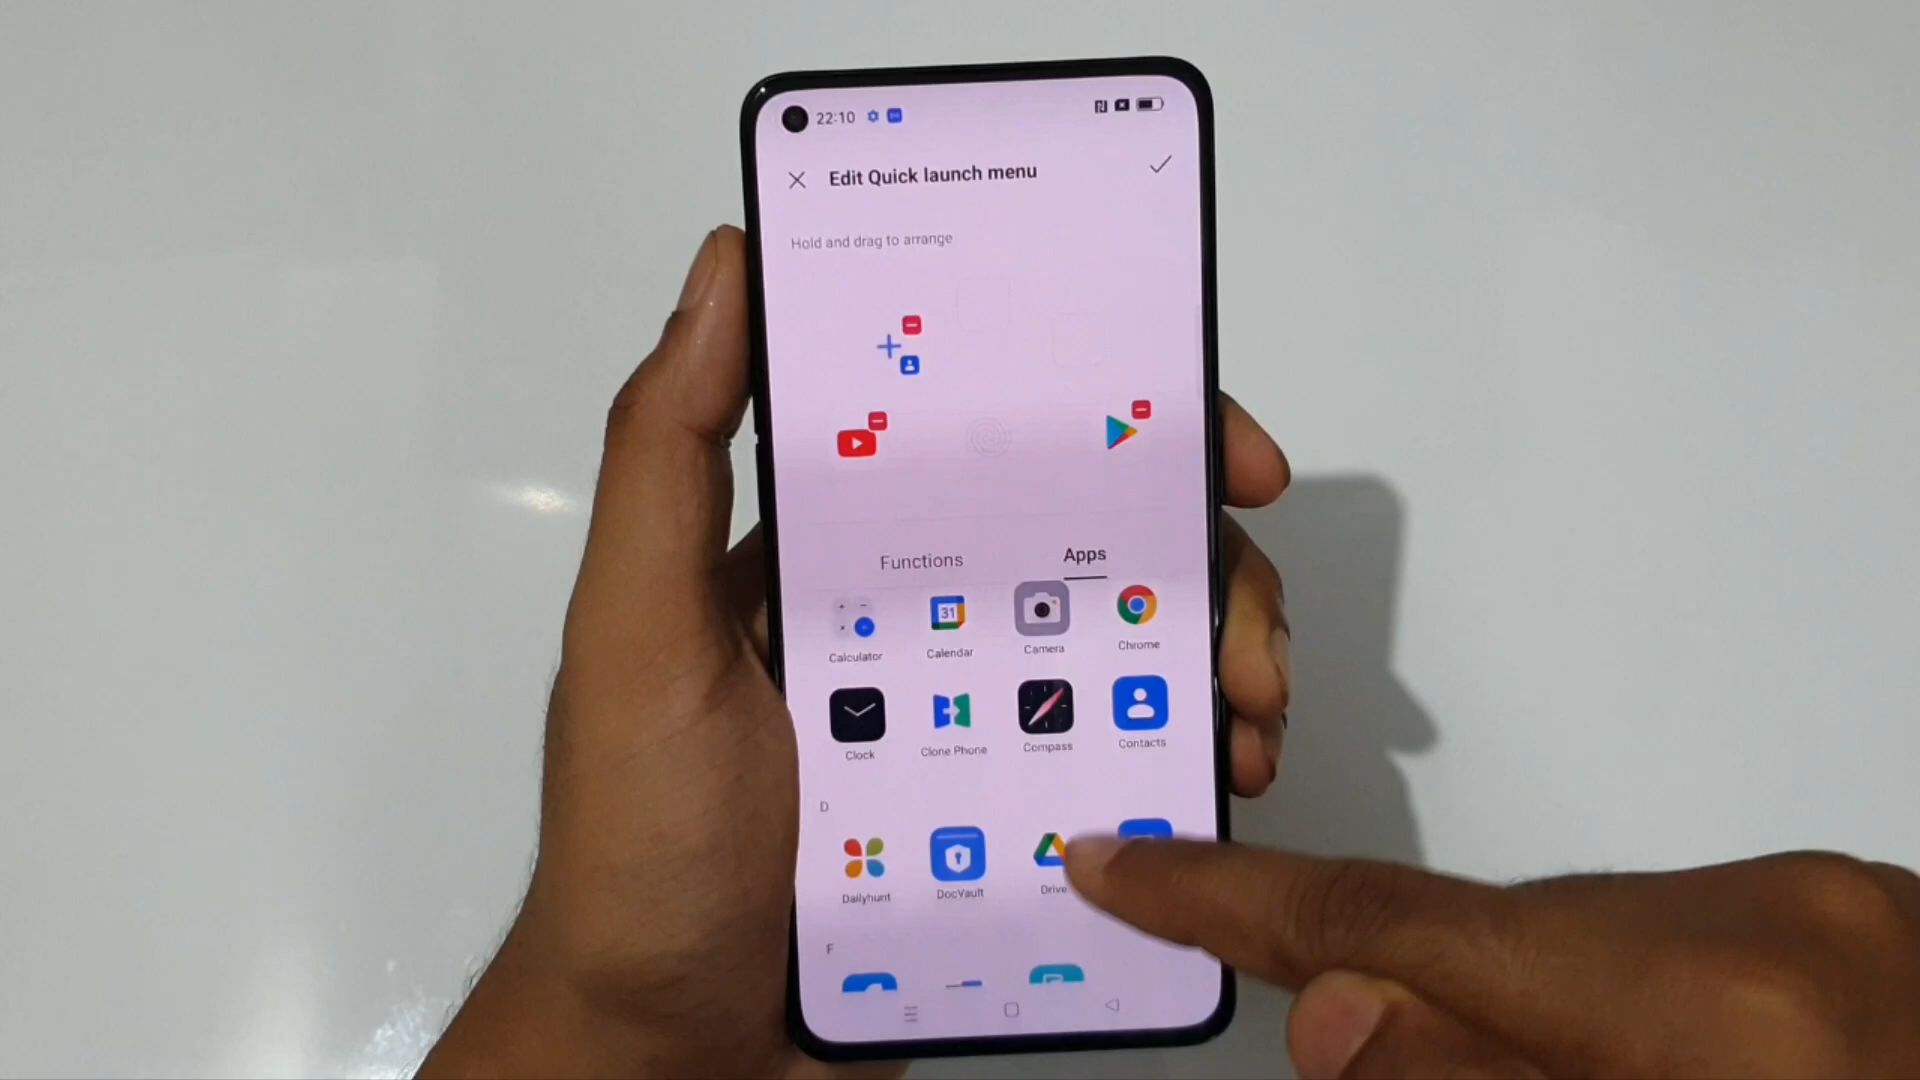 22:10
Edit Quick launch menu
Hold and drag to arrange
Functions
Apps
31
Calculator
Calendar
Camera
Chrome
Clock
Clone Phone
Compass
Contacts
D
Dailyhunt
DocVault
Drive
F